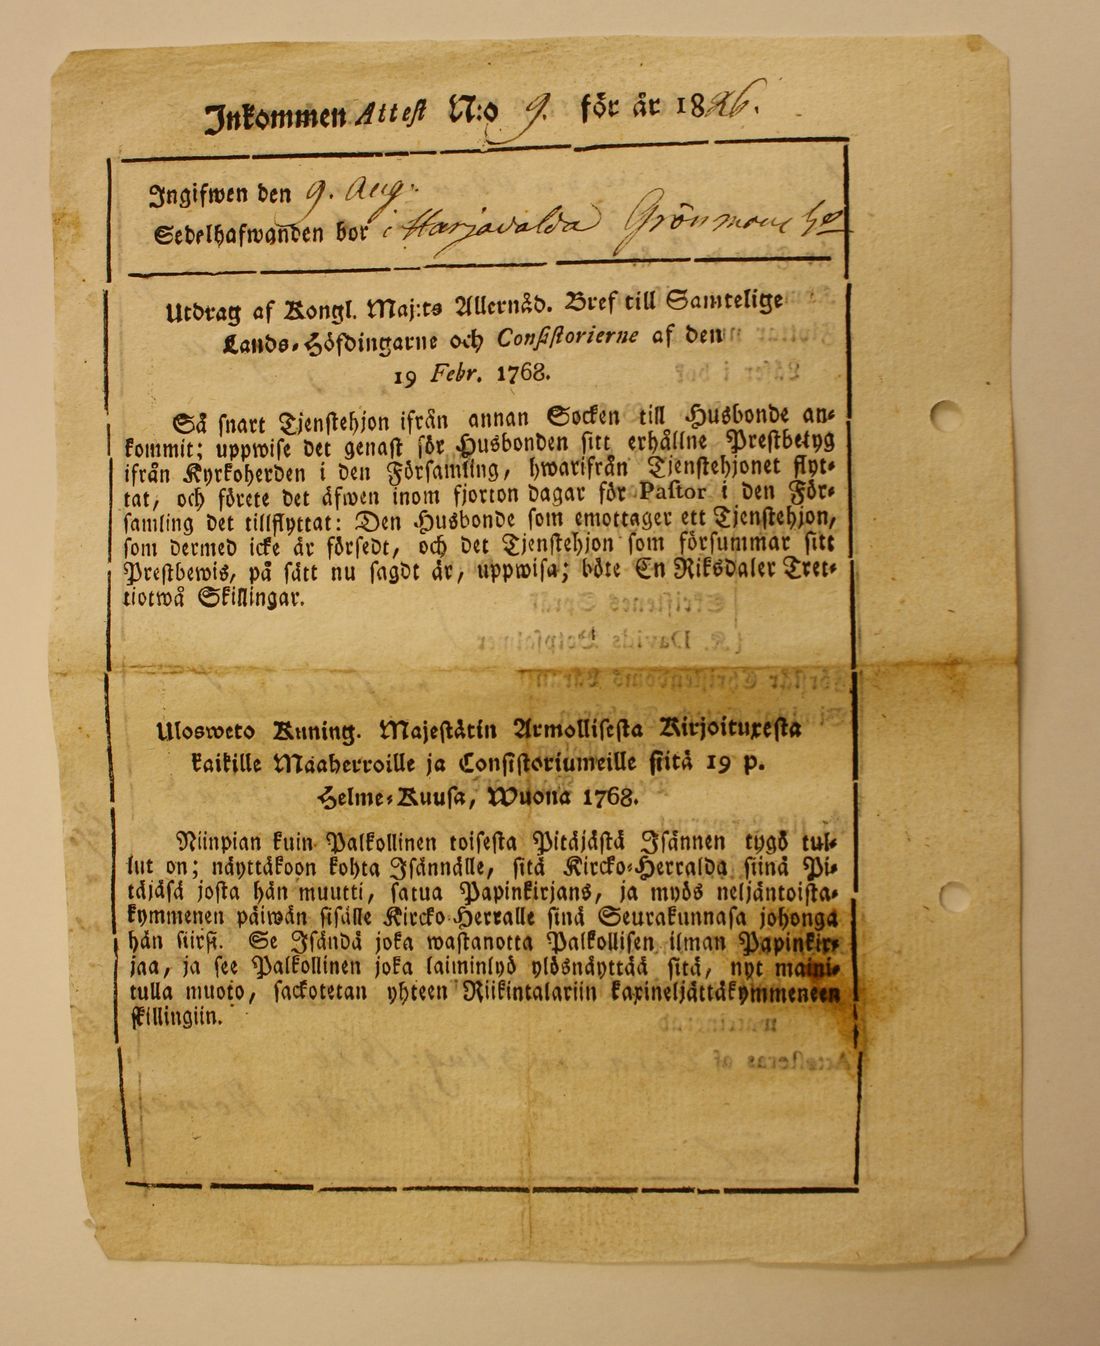 Inkommen Attest N:o 9. för år 1826.
Ingifwen den 9. Aug:
Sedelhafwanden bor i Harjavalda Grönmark
Utdrag af Kongl. Maj:ts Allernåd. Bref till Samtelige
Lands-Höfdingarne och Consistorierne af den
19 Febr. 1768.
Så snart Tjenstehjon ifrån annan Socken till Husbonde an-
kommit; uppwise det genast för Husbonden sitt erhållne Prestbetyg
ifrån Kyrkoherden i den Församling, hwarifrån Tjenstehjonet flyt-
tat, och förete det äfwen inom fjorton dagar för Pastor i den För-
samling det tillflyttat: Den Husbonde som emottager ett Tjenstehjon,
som dermed icke är försedt, och det Tjenstehjon som försummar sitt
Prestbewis, på sätt nu sagdt är, uppwisa; böte En Riksdaler Tret-
tiotwå Skillingar.
Ulosweto Kuning. Majestätin Armollisesta Kirjoituxesta
kaikille Maaherroille ja Consistoriumeille siitä 19 p.
Helme-Kuusa, Wuona 1768.
Niinpian kuin Palkollinen toisesta Pitäjästä Isännen tygö tul-
lut on; näyttäkoon kohta Isännälle, sitä Kircko-Herralda siinä Pi-
täjäsä josta hän muutti, satua Papinkirjans, ja myös neljäntoista-
kymmenen päiwän sisälle Kircko-Herralle sinä Seurakunnasa johonga
hän siirsi. Se Isändä joka wastanotta Palkollisen ilman Papinkir-
jaa, ja see Palkollinen joka laiminlyö ylösnäyttää sitä, nyt maini-
tulla muoto, sackotetan yhteen Riikintalariin kaxineljättäkymmeneen
skillingiin.